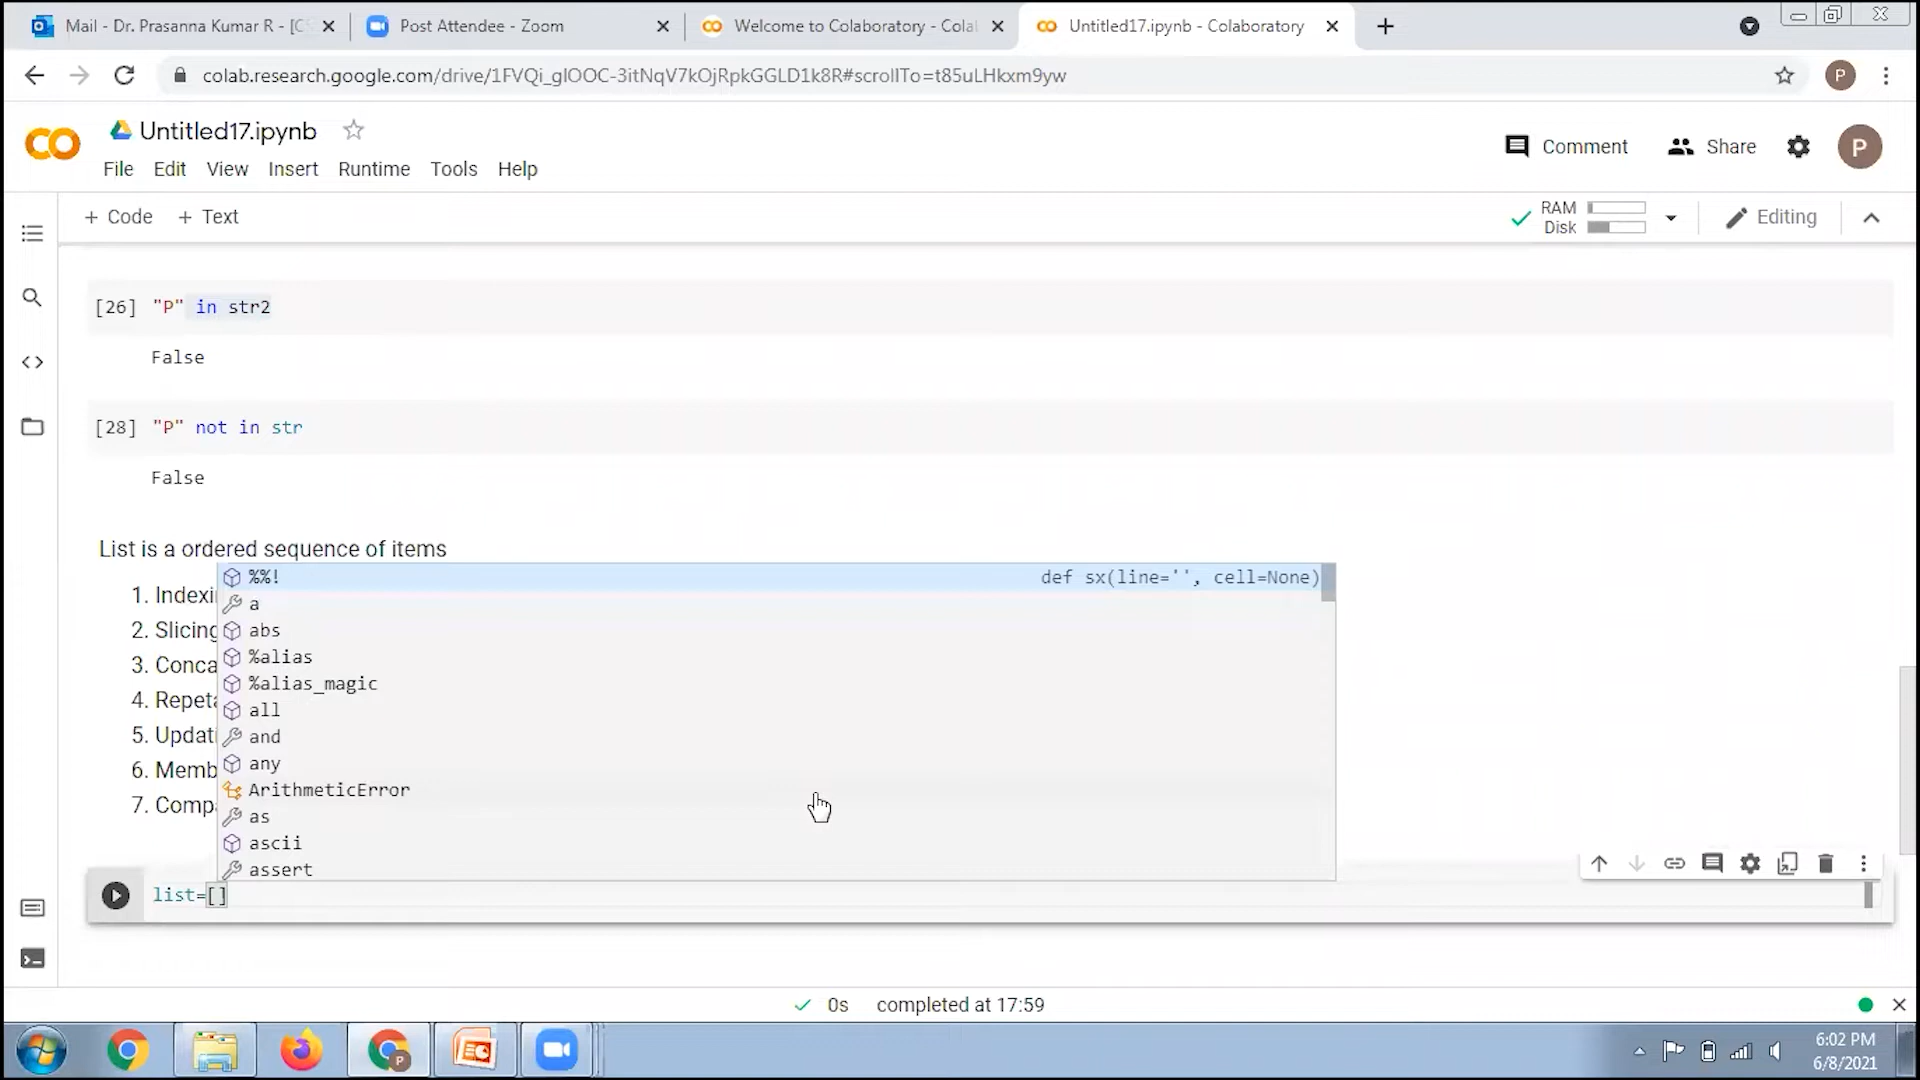 Mail - Dr. Prasanna Kumar R - [C
Post Attendee - Zoom
Welcome to Colaboratory - Cola
Untitled17.ipynb - Colaboratory
colab.research.google.com/drive/1FVQi_glOOC-3itNqV7kOjRpkGGLD1k8R#scrollTo=t85uLHkxm9yw
P
Untitled17.ipynb
File Edit View Insert Runtime Tools Help
Comment
Share
P
+ Code + Text
RAM
Disk
Editing
[26] "P" in str2
False
[28] "P" not in str
False
List is a ordered sequence of items
1. Indexi
2. Slicing
3. Conca
4. Repeta
5. Updati
6. Memb
7. Compa
%%! def sx(line='', cell=None)
a
abs
%alias
%alias_magic
all
and
any
ArithmeticError
as
ascii
assert
list=[]
0s completed at 17:59
6:02 PM
6/8/2021